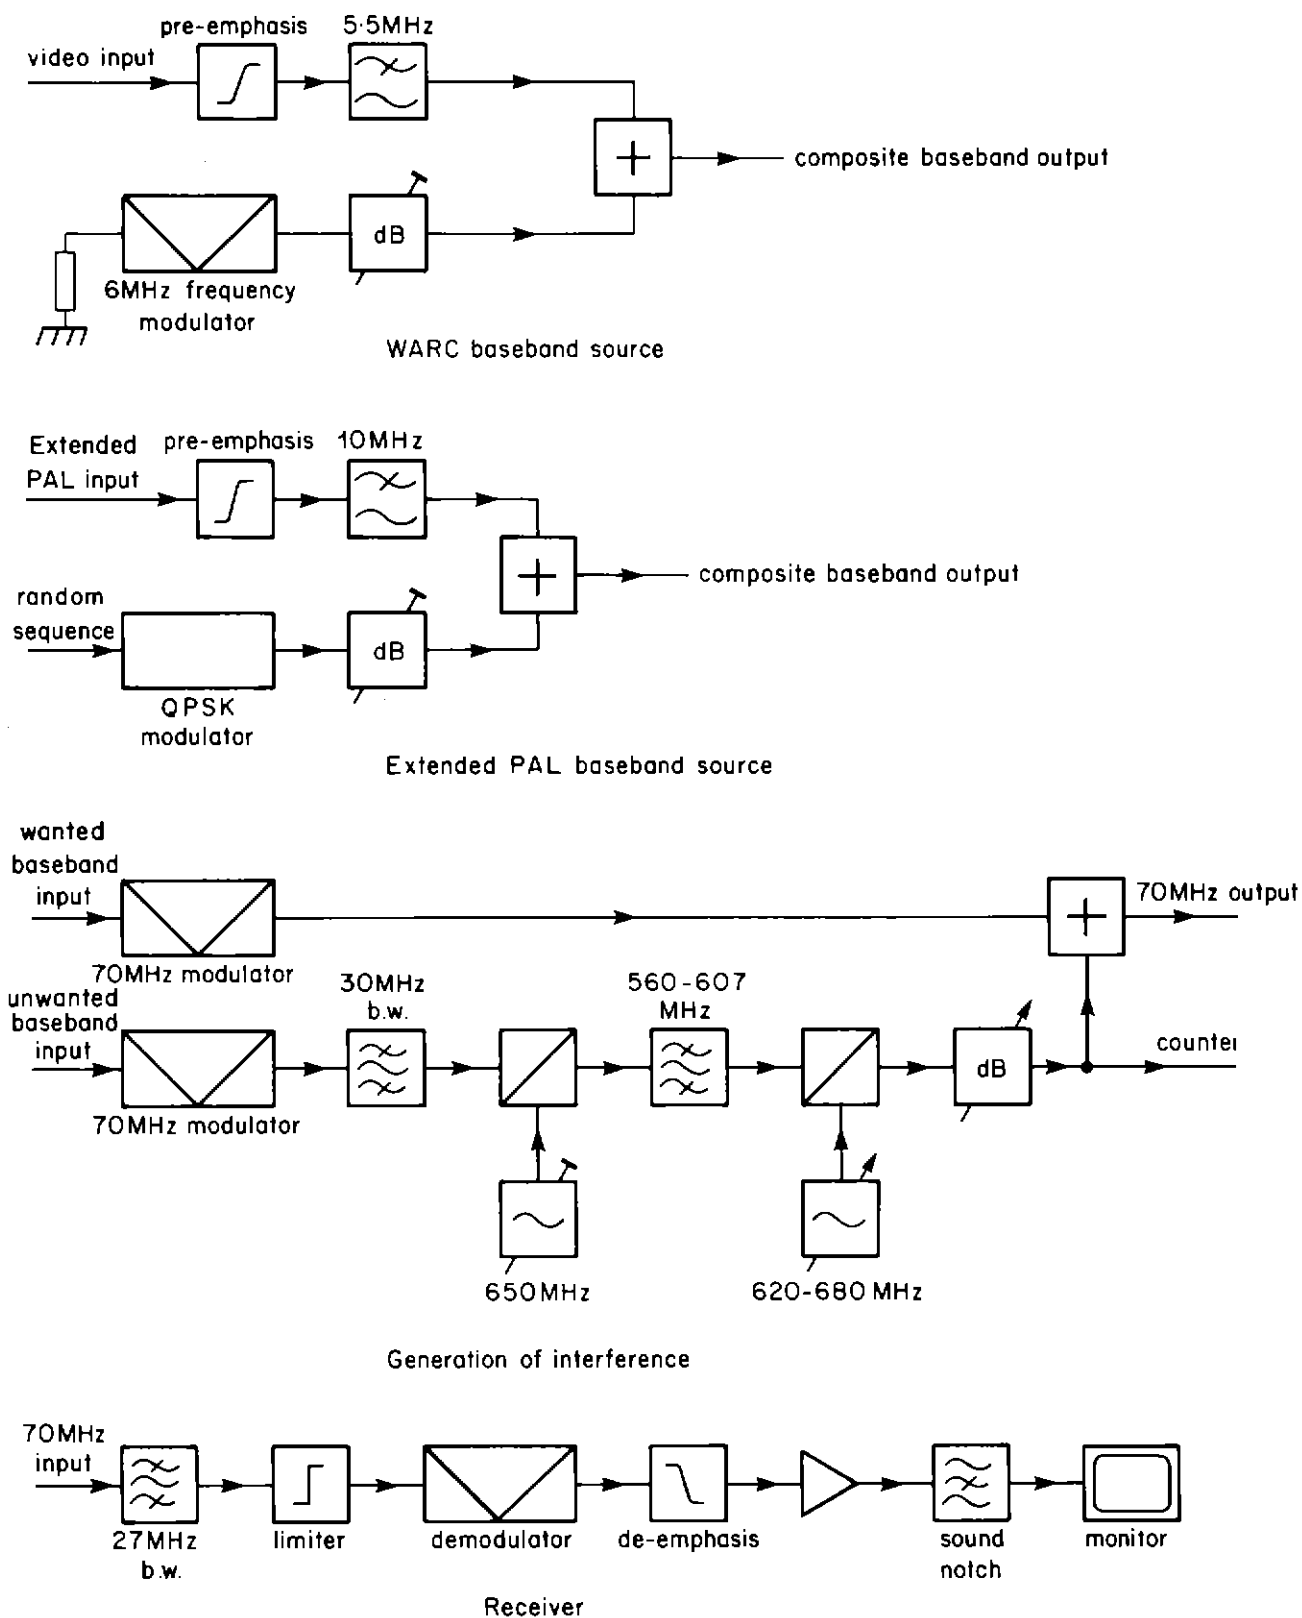 pre-emphasis 5·5MHz
video input
composite baseband output
dB
6MHz frequency
modulator
WARC baseband source
Extended pre-emphasis 10MHz
PAL input
composite baseband output
random
sequence
dB
QPSK
modulator
Extended PAL baseband source
wanted
baseband
input
70MHz output
70MHz modulator
unwanted
baseband
input
30MHz
b.w.
560-607
MHz
dB
counter
70MHz modulator
650MHz
620-680MHz
Generation of interference
70MHz
input
27MHz
b.w.
limiter
demodulator
de-emphasis
sound
notch
monitor
Receiver